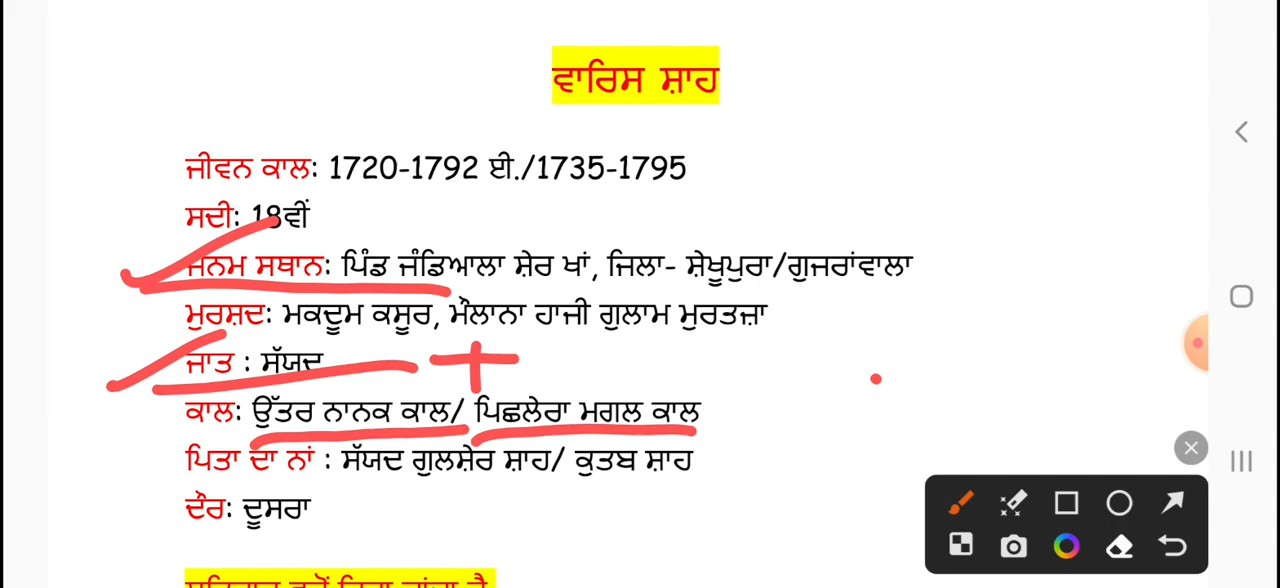 ਵਾਰਿਸ ਸ਼ਾਹ
ਜੀਵਨ ਕਾਲ: 1720-1792 ਈ./1735-1795
ਸਦੀ: 18ਵੀਂ
ਜਨਮ ਸਥਾਨ: ਪਿੰਡ ਜੰਡਿਆਲਾ ਸ਼ੇਰ ਖਾਂ, ਜਿਲਾ- ਸ਼ੇਖੂਪੁਰਾ/ਗੁਜਰਾਂਵਾਲਾ
ਮੁਰਸ਼ਦ: ਮਕਦੂਮ ਕਸੂਰ, ਮੌਲਾਨਾ ਹਾਜੀ ਗੁਲਾਮ ਮੁਰਤਜ਼ਾ
ਜਾਤ : ਸੱਯਦ
ਕਾਲ: ਉੱਤਰ ਨਾਨਕ ਕਾਲ/ ਪਿਛਲੇਰਾ ਮਗਲ ਕਾਲ
ਪਿਤਾ ਦਾ ਨਾਂ : ਸੱਯਦ ਗੁਲਸ਼ੇਰ ਸ਼ਾਹ/ ਕੁਤਬ ਸ਼ਾਹ
ਦੌਰ: ਦੂਸਰਾ